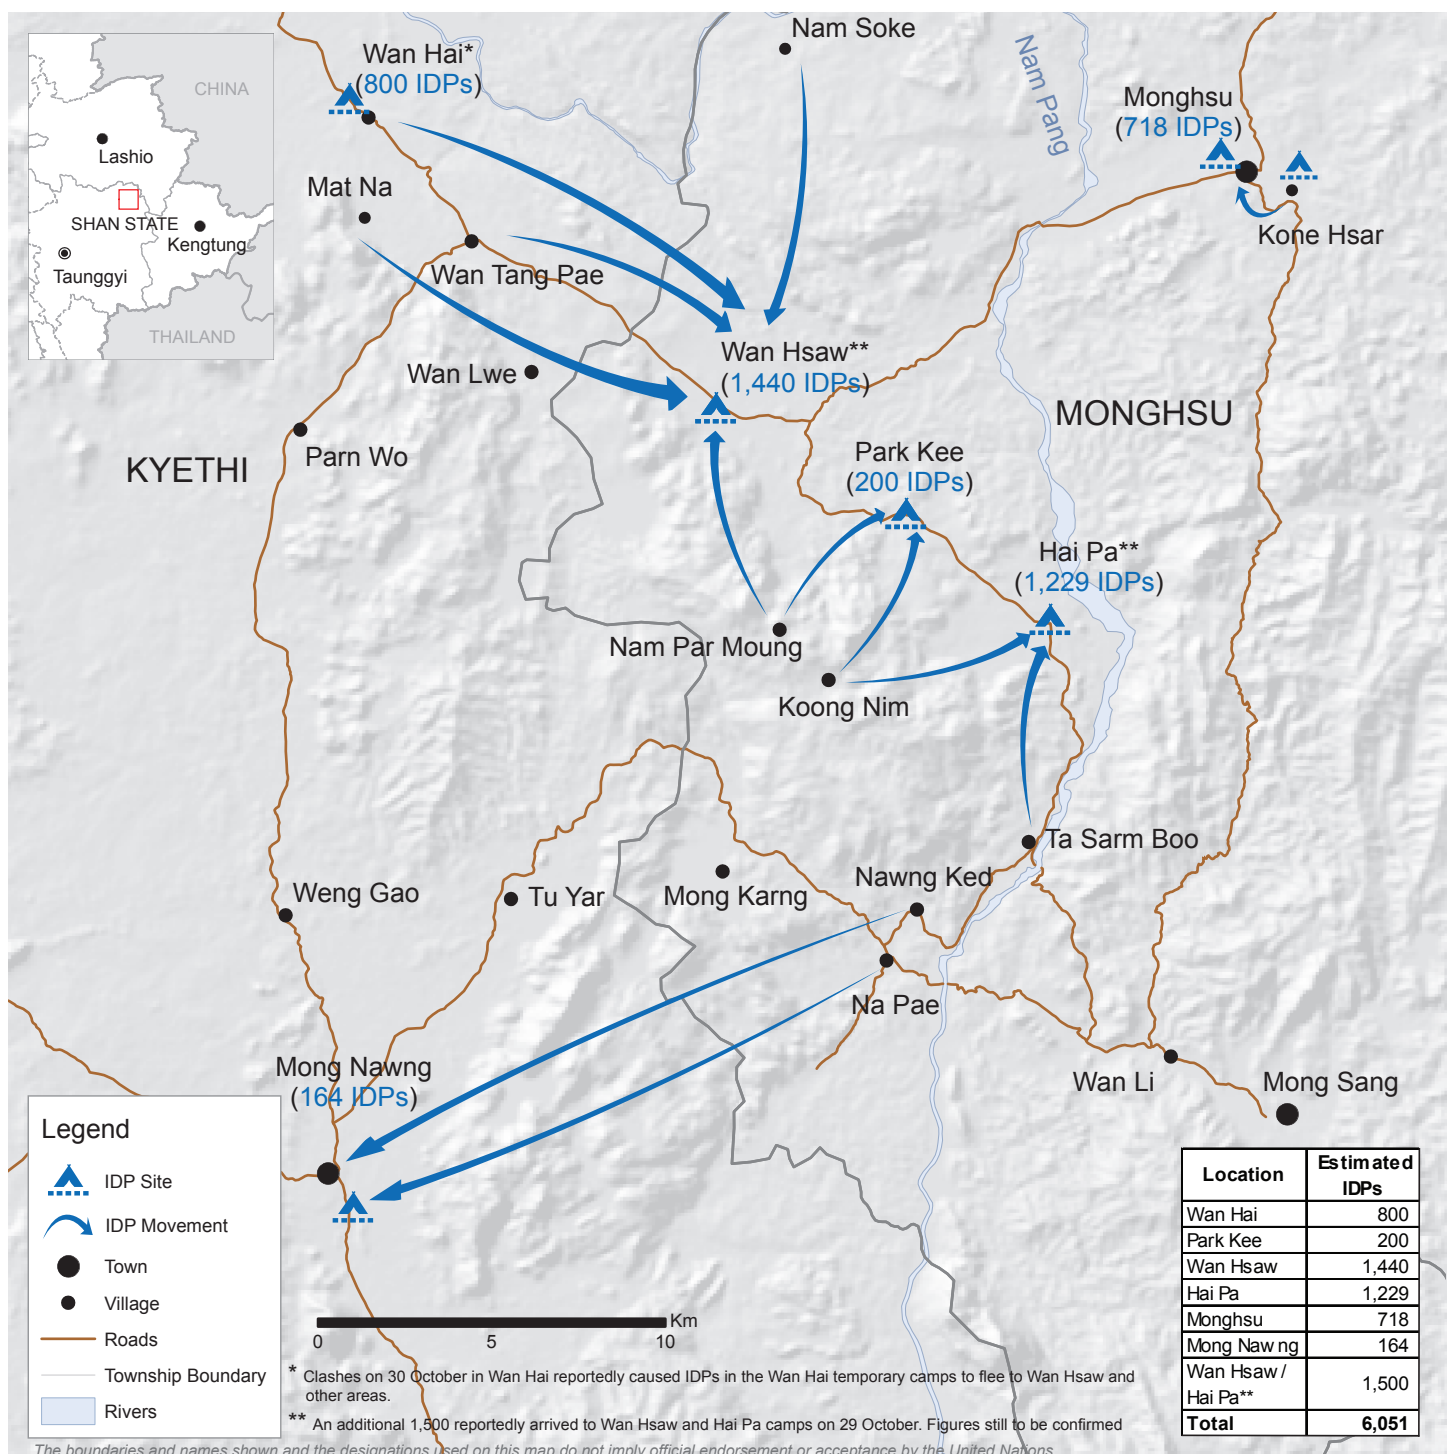 Nam Soke
Wan Hai*
(800 IDPs)
Nam Pang
Monghsu
(718 IDPs)
CHINA
Lashio
SHAN STATE
Kengtung
Taunggyi
THAILAND
Mat Na
Kone Hsar
Wan Tang Pae
Wan Hsaw**
(1,440 IDPs)
Wan Lwe
MONGHSU
Parn Wo
KYETHI
Park Kee
(200 IDPs)
Hai Pa**
(1,229 IDPs)
Nam Par Moung
Koong Nim
Ta Sarm Boo
Nawng Ked
Weng Gao
Tu Yar
Mong Karng
Na Pae
Mong Nawng
(164 IDPs)
Wan Li
Mong Sang
Legend
IDP Site
IDP Movement
Town
Village
Roads
Township Boundary
Rivers
Km
0 5 10
* Clashes on 30 October in Wan Hai reportedly caused IDPs in the Wan Hai temporary camps to flee to Wan Hsaw and
other areas.
** An additional 1,500 reportedly arrived to Wan Hsaw and Hai Pa camps on 29 October. Figures still to be confirmed
Location Estimated
IDPs
Wan Hai 800
Park Kee 200
Wan Hsaw 1,440
Hai Pa 1,229
Monghsu 718
Mong Nawng 164
Wan Hsaw /
Hai Pa** 1,500
Total 6,051
The boundaries and names shown and the designations used on this map do not imply official endorsement or acceptance by the United Nations